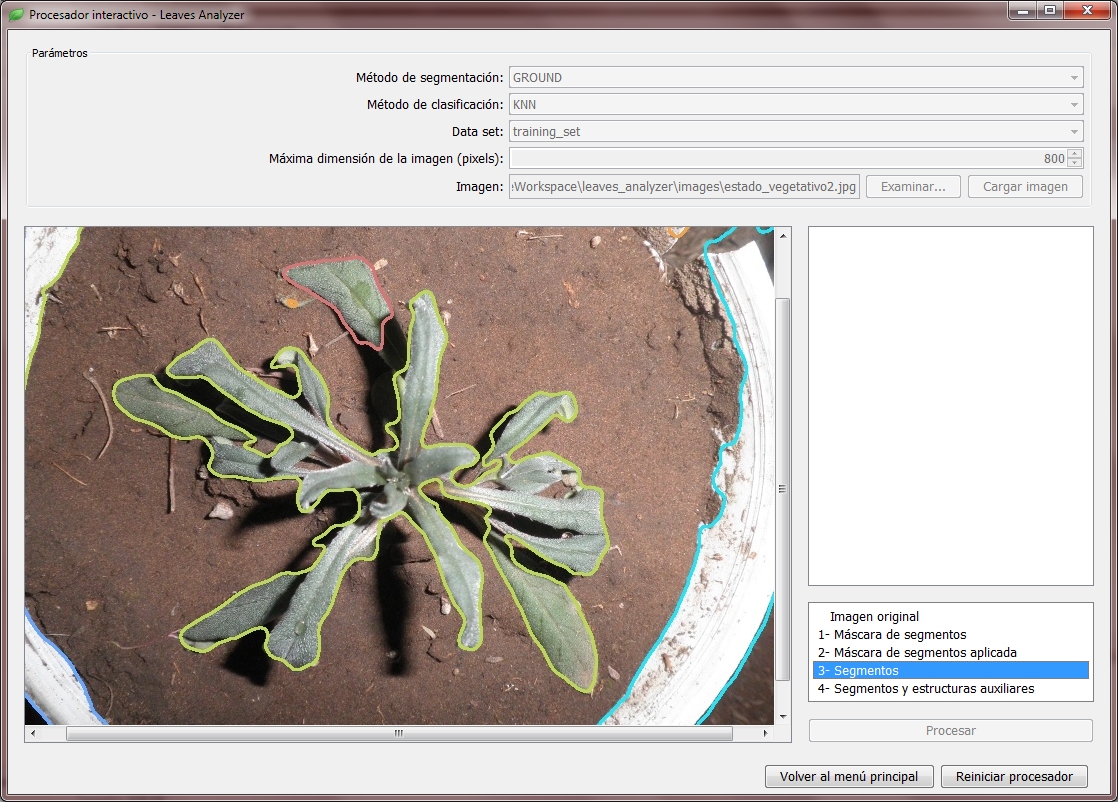 Procesador interactivo - Leaves Analyzer
Parámetros
Método de segmentación: GROUND
Método de clasificación: KNN
Data set: training_set
Máxima dimensión de la imagen (pixels): 800
Imagen: Workspace\leaves_analyzer\images\estado_vegetativo2.jpg Examinar... Cargar imagen
Imagen original
1- Máscara de segmentos
2- Máscara de segmentos aplicada
3- Segmentos
4- Segmentos y estructuras auxiliares
Procesar
Volver al menú principal Reiniciar procesador